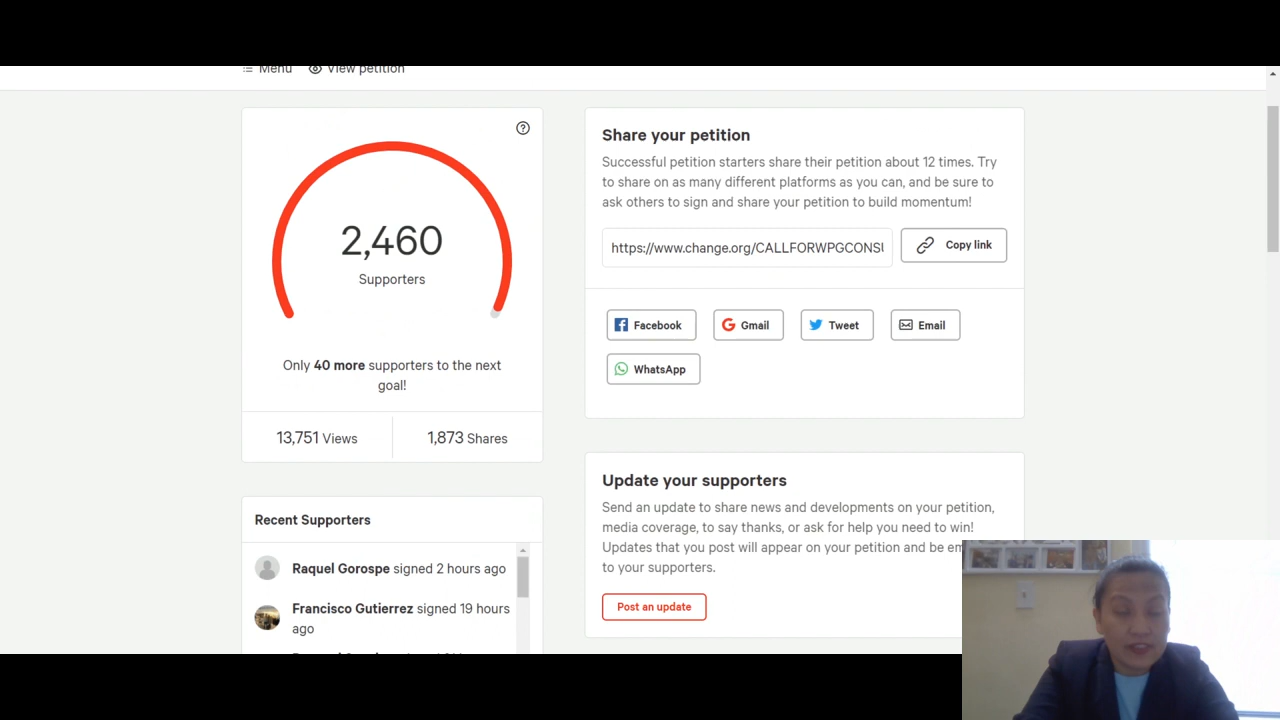 Menu View petition
2,460
Supporters
Only 40 more supporters to the next
goal!
13,751 Views
1,873 Shares
Recent Supporters
Raquel Gorospe signed 2 hours ago
Francisco Gutierrez signed 19 hours
ago
Share your petition
Successful petition starters share their petition about 12 times. Try
to share on as many different platforms as you can, and be sure to
ask others to sign and share your petition to build momentum!
https://www.change.org/CALLFORWPGCONSU
Copy link
Facebook Gmail Tweet Email
WhatsApp
Update your supporters
Send an update to share news and developments on your petition,
media coverage, to say thanks, or ask for help you need to win!
Updates that you post will appear on your petition and be em
to your supporters.
Post an update